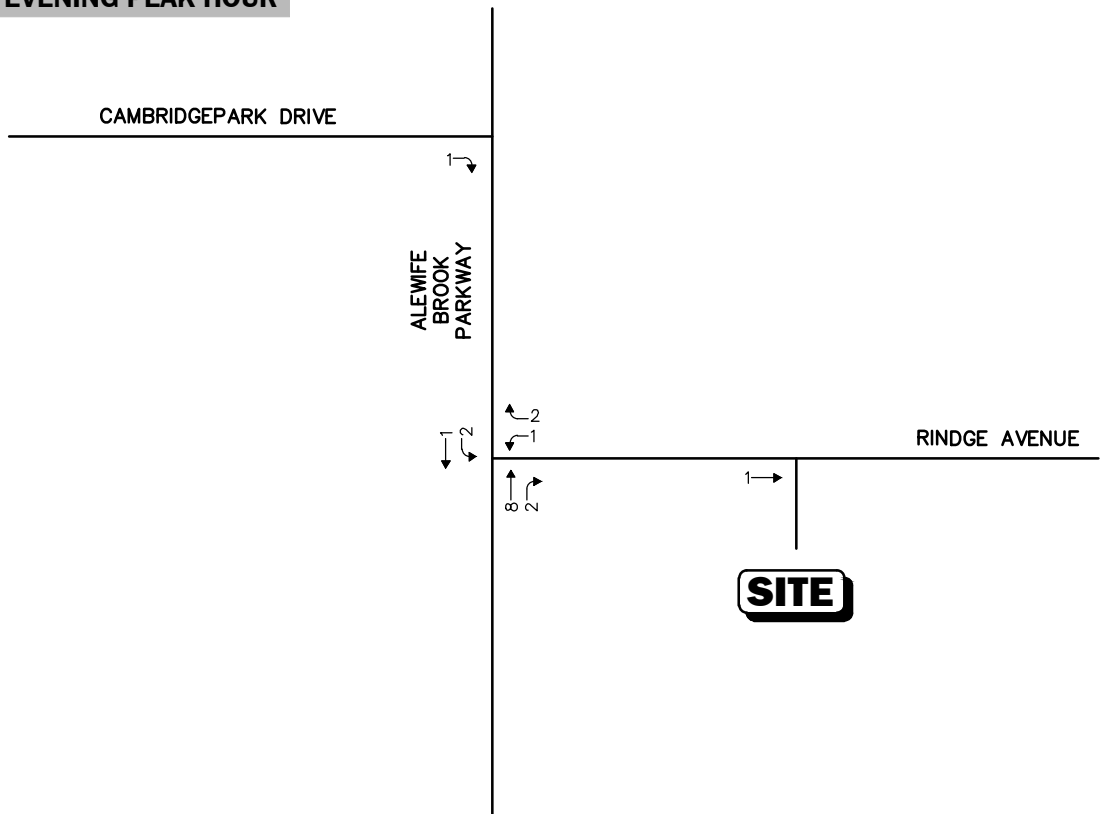 EVENING PEAK HOUR
CAMBRIDGEPARK DRIVE
1
ALEWIFE
BROOK
PARKWAY
2
1
1
2
RINDGE AVENUE
8
2
1
SITE